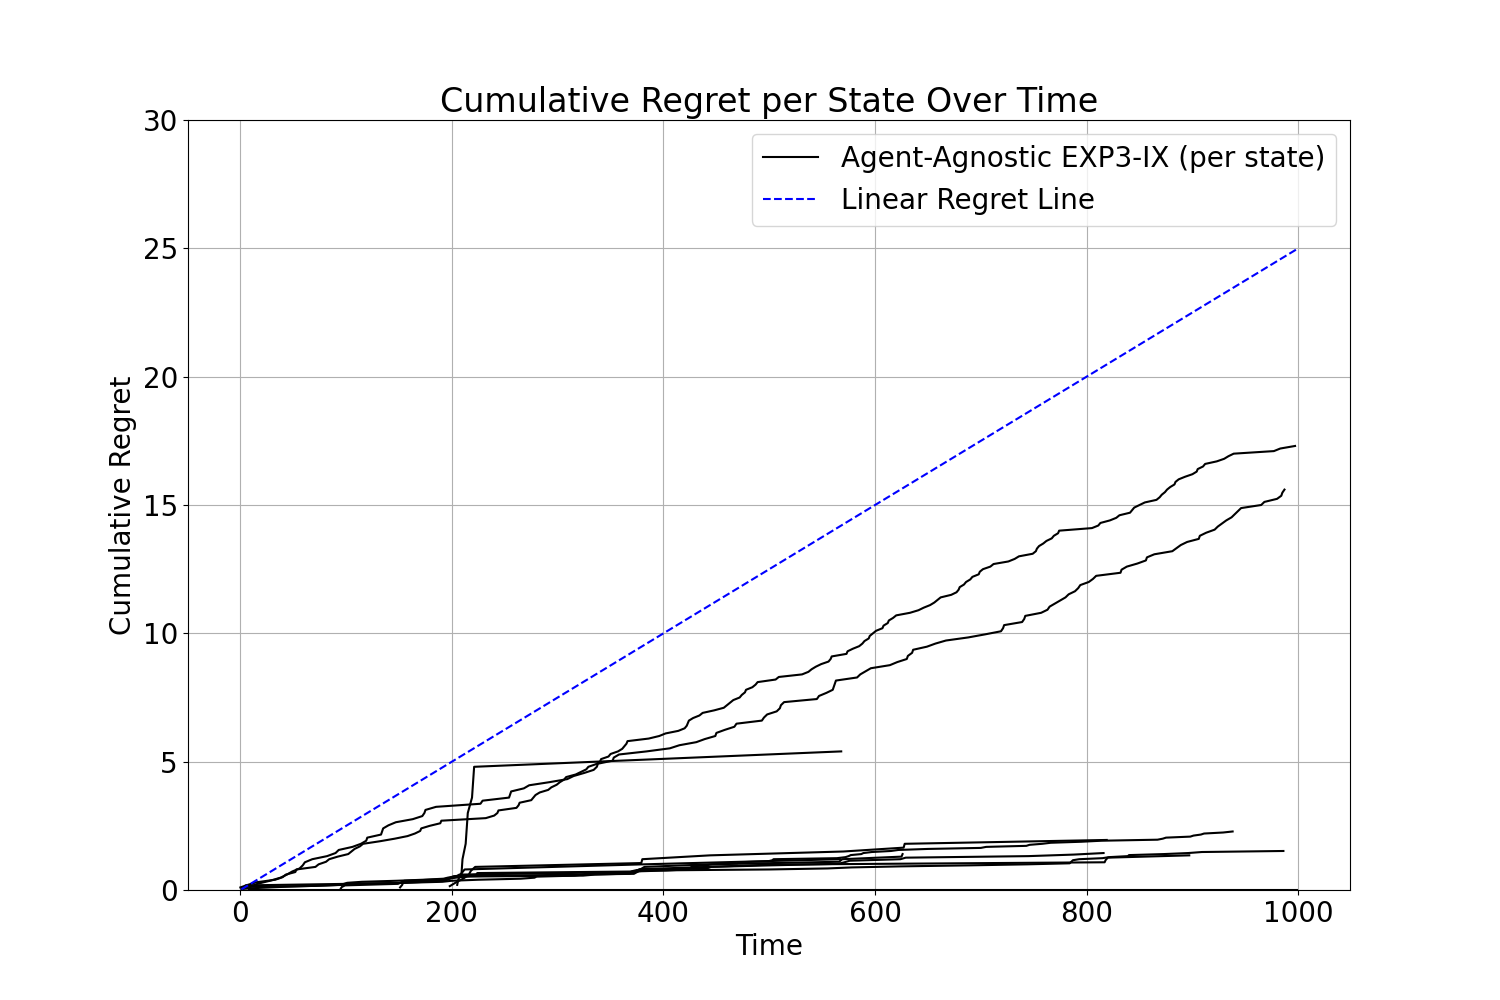 Cumulative Regret per State Over Time
Agent-Agnostic EXP3-IX (per state)
Linear Regret Line
Cumulative Regret
30
25
20
15
10
5
0
0 200 400 600 800 1000
Time